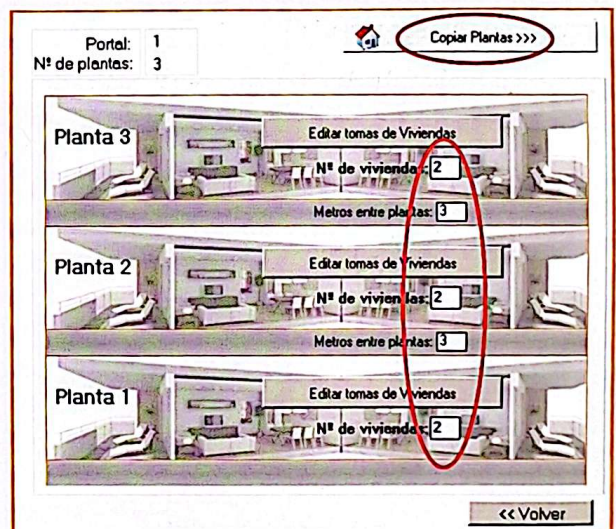 Portal: 1
Copiar Plantas >>>
Nº de plantas: 3
Planta 3
Editar tomas de Viviendas
Nº de viviendas: 2
Metros entre plantas: 3
Planta 2
Editar tomas de Viviendas
Nº de viviendas: 2
Metros entre plantas: 3
Planta 1
Editar tomas de Viviendas
Nº de viviendas: 2
<< Volver